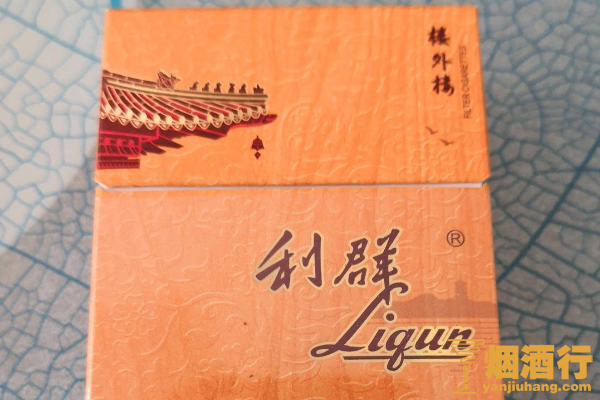 楼外楼
FILTER CIGARETTES
利群
®
Liqun
烟酒行
yanjiuhang.com